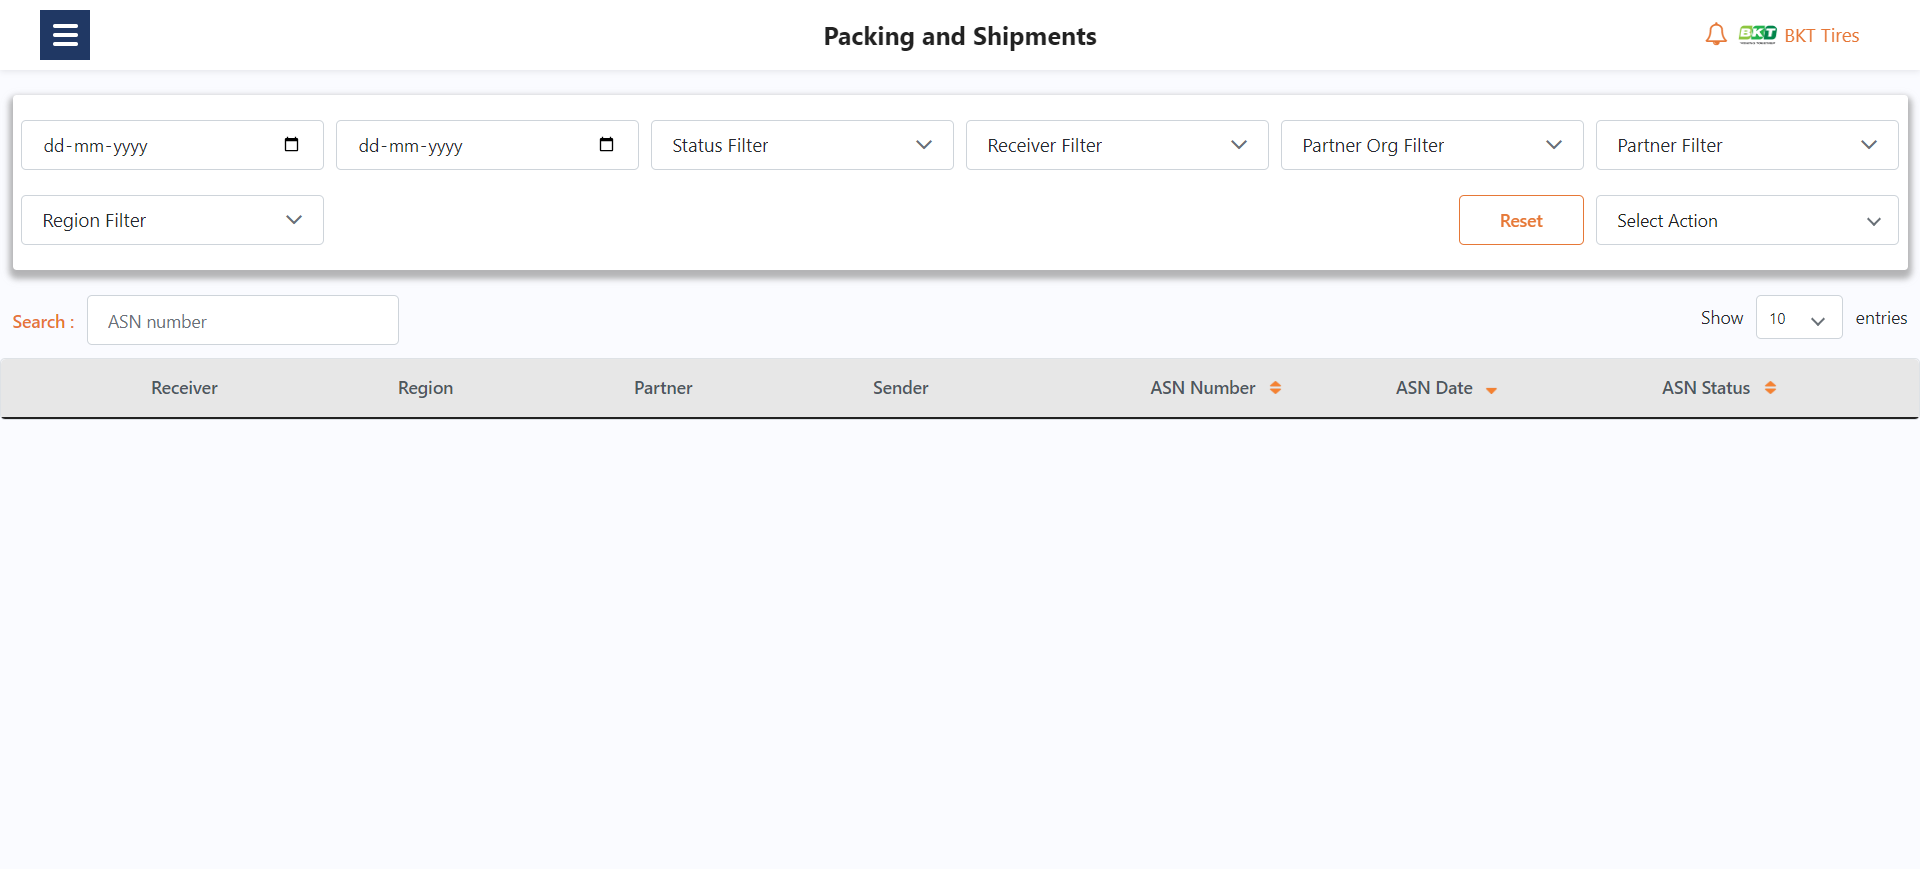 Packing and Shipments
BKT BKT Tires
dd-mm-yyyy dd-mm-yyyy Status Filter Receiver Filter Partner Org Filter Partner Filter
Region Filter Reset Select Action
Search : ASN number Show 10 entries
Receiver Region Partner Sender ASN Number ASN Date ASN Status